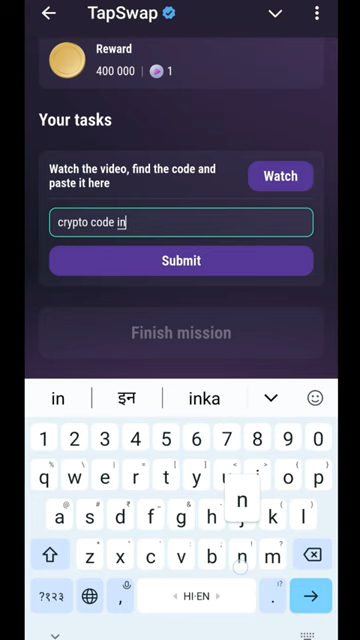 TapSwap
Reward
400 000 | 1
Your tasks
Watch the video, find the code and
paste it here
Watch
crypto code in
Submit
Finish mission
in इन inka
1 2 3 4 5 6 7 8 9 0
q w e r t y u i o p
n
a s d f g h j k l
z x c v b n m
?१२३ , HI·EN .